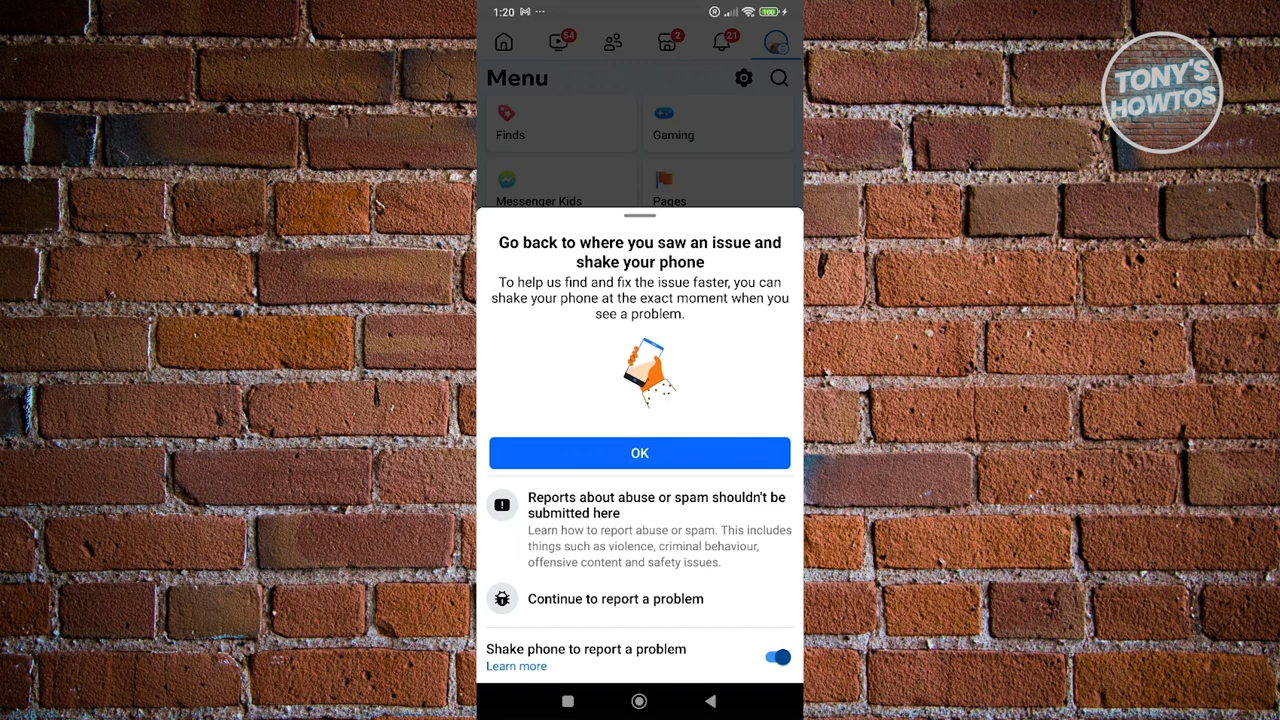 1:20
R
100
54
2
21
Menu
Finds
Gaming
Messenger Kids
Pages
TONY'S
HOWTOS
Go back to where you saw an issue and
shake your phone
To help us find and fix the issue faster, you can
shake your phone at the exact moment when you
see a problem.
OK
Reports about abuse or spam shouldn't be
submitted here
Learn how to report abuse or spam. This includes
things such as violence, criminal behaviour,
offensive content and safety issues.
Continue to report a problem
Shake phone to report a problem
Learn more